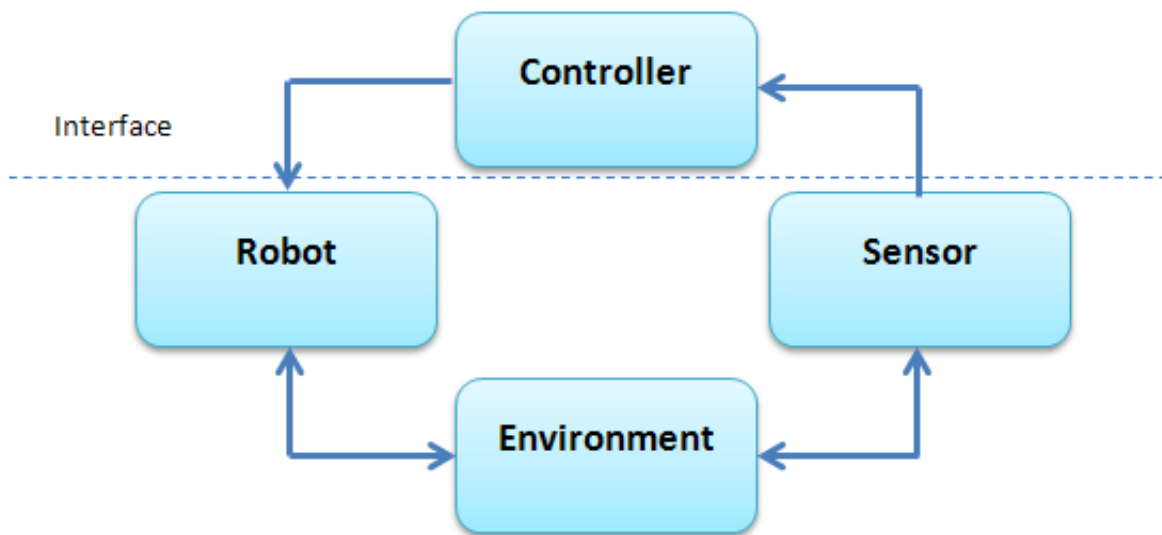 Controller
Interface
Robot
Sensor
Environment